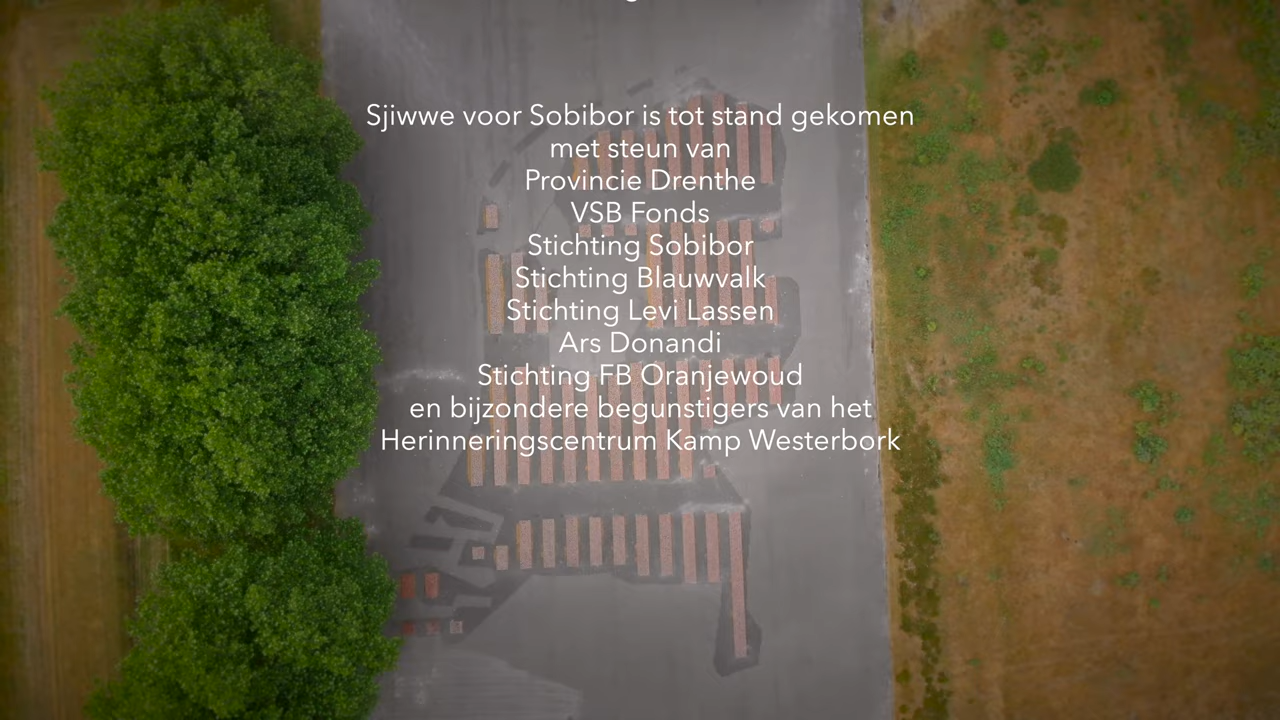 Sjiwwe voor Sobibor is tot stand gekomen
met steun van
Provincie Drenthe
VSB Fonds
Stichting Sobibor
Stichting Blauwvalk
Stichting Levi Lassen
Ars Donandi
Stichting FB Oranjewoud
en bijzondere begunstigers van het
Herinneringscentrum Kamp Westerbork